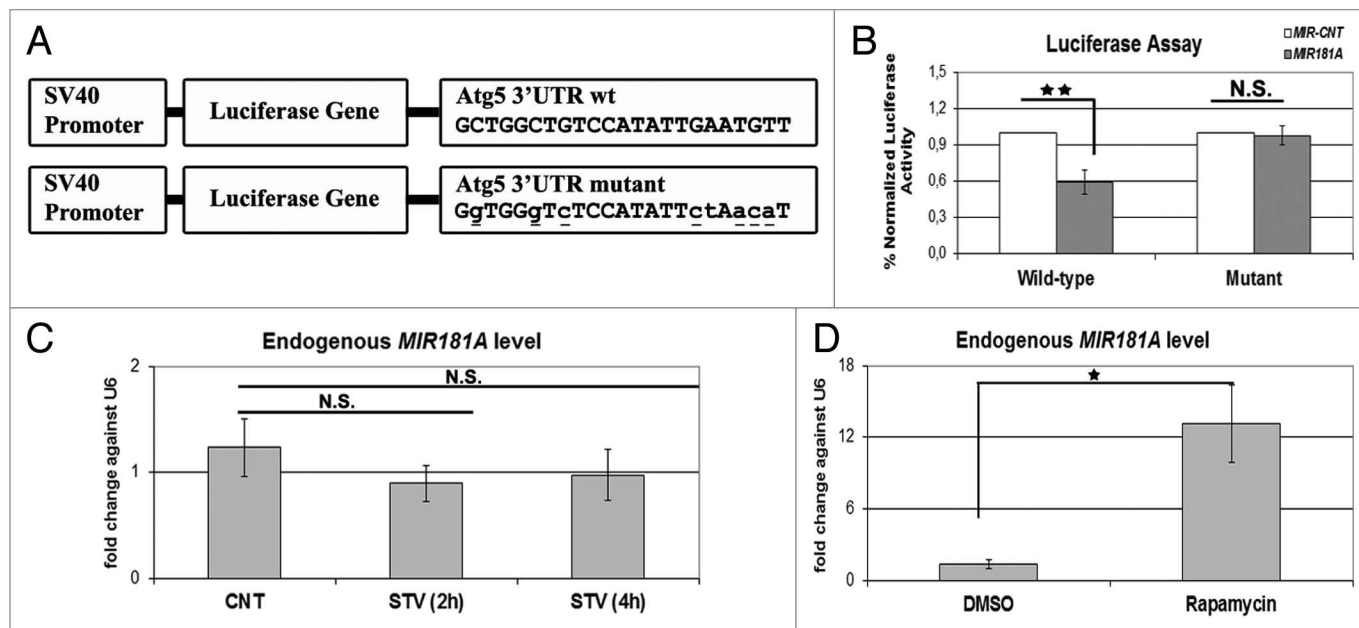 A
SV40 Promoter
Luciferase Gene
Atg5 3'UTR wt
GCTGGCTGTCCATATTGAATGTT
SV40 Promoter
Luciferase Gene
Atg5 3'UTR mutant
GgTGGgTcTCCATATTctAacaT
B
Luciferase Assay
MIR-CNT
MIR181A
% Normalized Luciferase Activity
1,5
1,2
0,9
0,6
0,3
0,0
★★
N.S.
Wild-type
Mutant
C
Endogenous MIR181A level
fold change against U6
2
1
0
N.S.
N.S.
CNT
STV (2h)
STV (4h)
D
Endogenous MIR181A level
fold change against U6
18
12
6
0
★
DMSO
Rapamycin